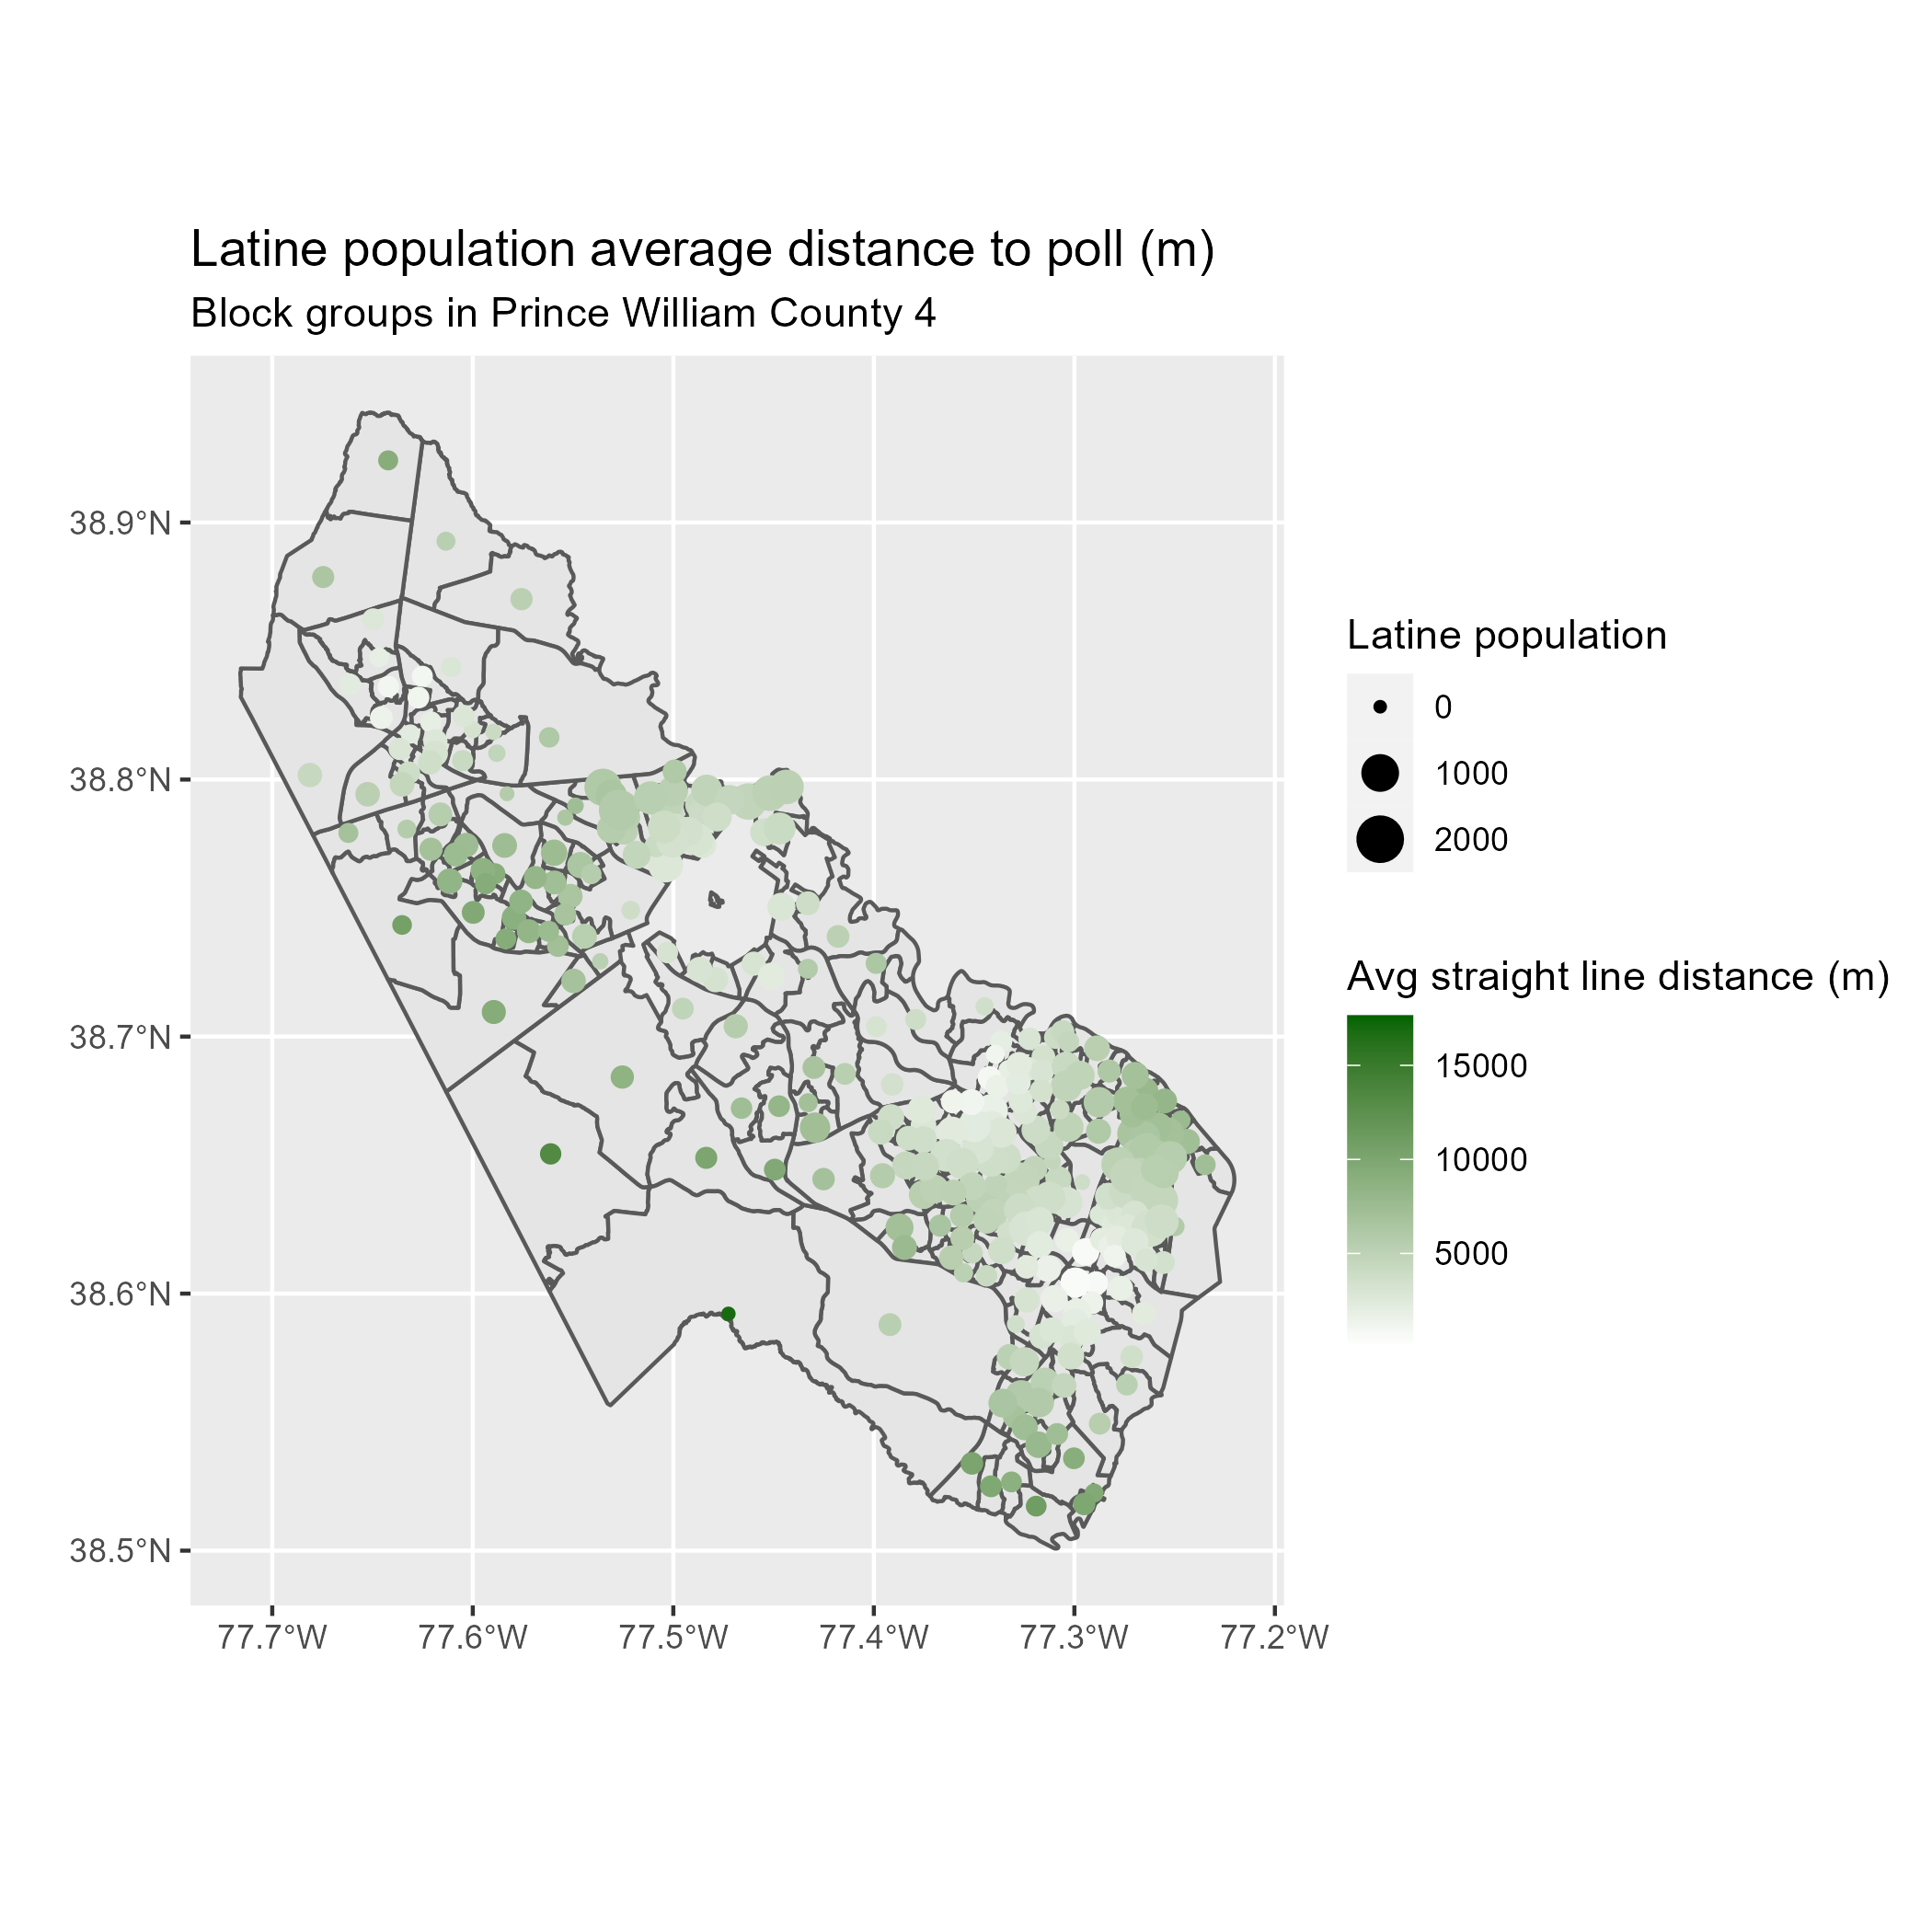 Latine population average distance to poll (m)
Block groups in Prince William County 4
38.9°N
38.8°N
38.7°N
38.6°N
38.5°N
77.7°W
77.6°W
77.5°W
77.4°W
77.3°W
77.2°W
Latine population
0
1000
2000
Avg straight line distance (m)
15000
10000
5000